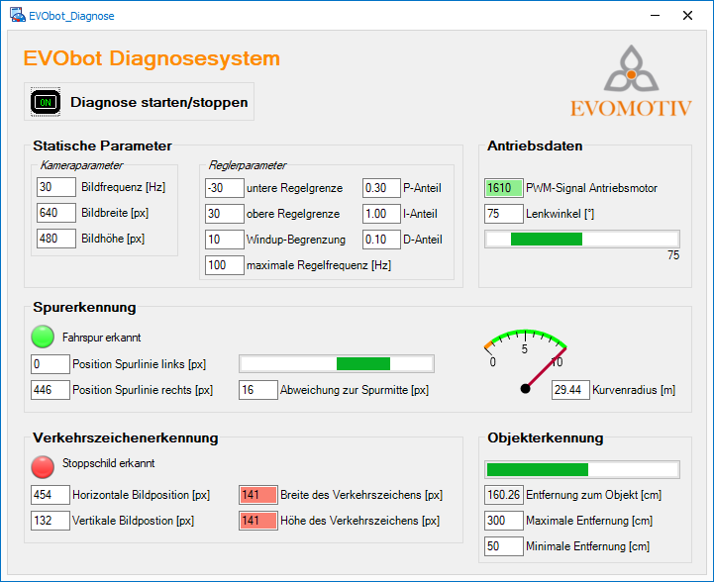 EVObot_Diagnose
EVObot Diagnosesystem
EVOMOTIV
ON
Diagnose starten/stoppen
Statische Parameter
Kameraparameter
30 Bildfrequenz [Hz]
640 Bildbreite [px]
480 Bildhöhe [px]
Reglerparameter
-30 untere Regelgrenze 0.30 P-Anteil
30 obere Regelgrenze 1.00 I-Anteil
10 Windup-Begrenzung 0.10 D-Anteil
100 maximale Regelfrequenz [Hz]
Antriebsdaten
1610 PWM-Signal Antriebsmotor
75 Lenkwinkel [°]
75
Spurerkennung
Fahrspur erkannt
0 Position Spurlinie links [px]
446 Position Spurlinie rechts [px] 16 Abweichung zur Spurmitte [px]
0 5 10
29.44 Kurvenradius [m]
Verkehrszeichenerkennung
Stoppschild erkannt
454 Horizontale Bildposition [px] 141 Breite des Verkehrszeichens [px]
132 Vertikale Bildpostion [px] 141 Höhe des Verkehrszeichens [px]
Objekterkennung
160.26 Entfernung zum Objekt [cm]
300 Maximale Entfernung [cm]
50 Minimale Entfernung [cm]